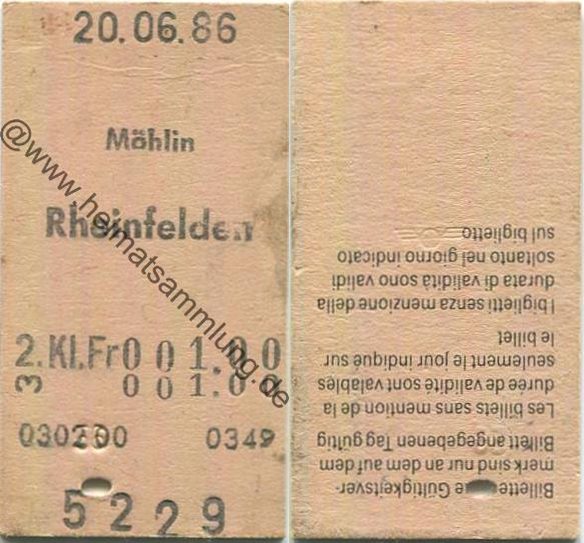 20.06.86
Möhlin
Rheinfelden
2.Kl.Fr 001.00
3 001.00
0349
5229
@www.heimatsammlung.de
Gültigkeitsver-
merk sind nur an dem auf dem
Billett angegebenen Tag gültig
Les billets sans mention de la
durée de validité sont valables
seulement le jour indiqué sur
le billet
I biglietti senza menzione della
durata di validità sono validi
soltanto nel giorno indicato
sul biglietto